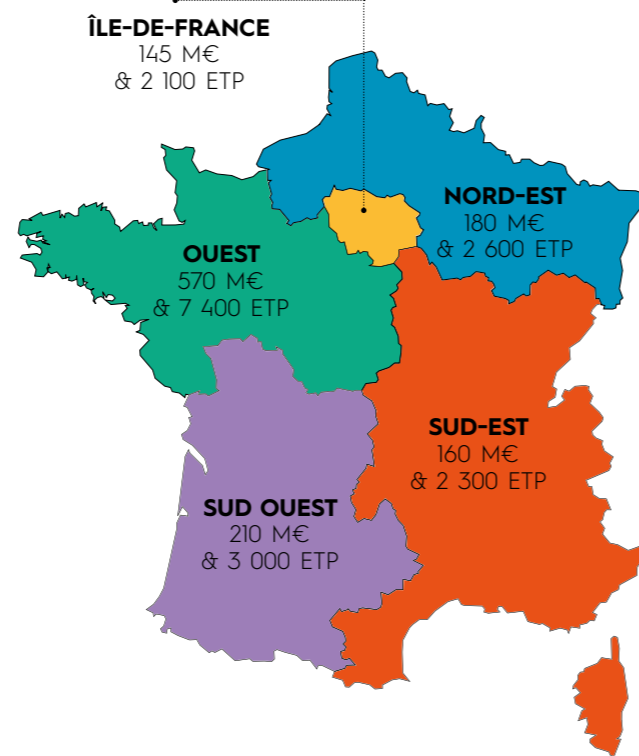 ÎLE-DE-FRANCE
145 M€
& 2 100 ETP
NORD-EST
180 M€
& 2 600 ETP
OUEST
570 M€
& 7 400 ETP
SUD-EST
160 M€
& 2 300 ETP
SUD OUEST
210 M€
& 3 000 ETP